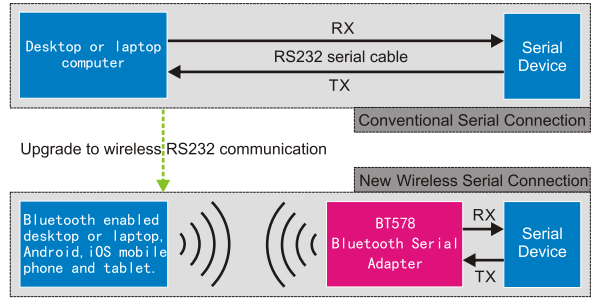 RX
Desktop or laptop
computer
RS232 serial cable
Serial
Device
TX
Conventional Serial Connection
Upgrade to wireless RS232 communication
New Wireless Serial Connection
Bluetooth enabled
desktop or laptop,
Android,iOS mobile
phone and tablet.
BT578
Bluetooth Serial
Adapter
RX
TX
Serial
Device